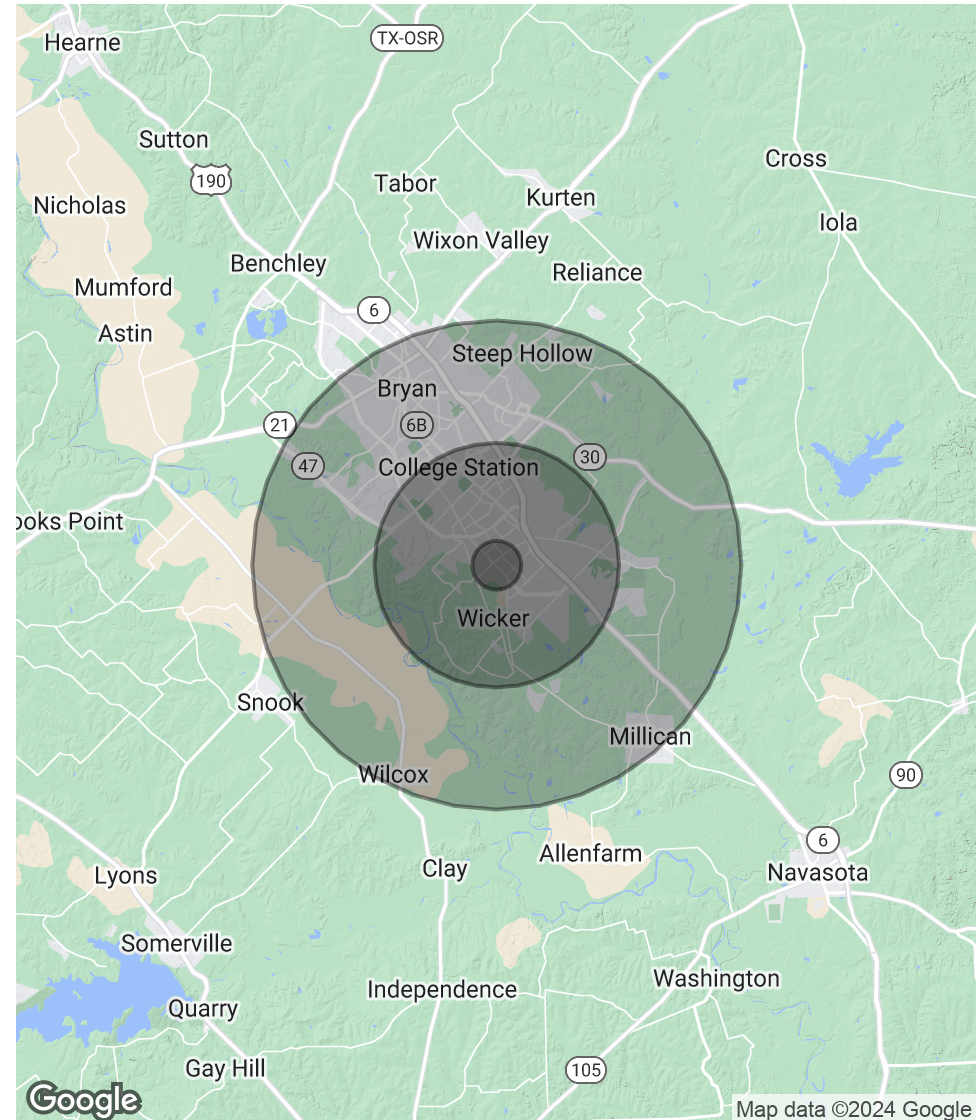 Hearne
TX-OSR
Sutton
Cross
190
Tabor
Kurten
Nicholas
Iola
Wixon Valley
Benchley
Reliance
Mumford
6
Astin
Steep Hollow
Bryan
21
6B
30
47
College Station
ooks Point
Wicker
Snook
Millican
Wilcox
90
6
Allenfarm
Clay
Navasota
Lyons
Somerville
Washington
Independence
Quarry
Gay Hill
105
Google
Map data ©2024 Google